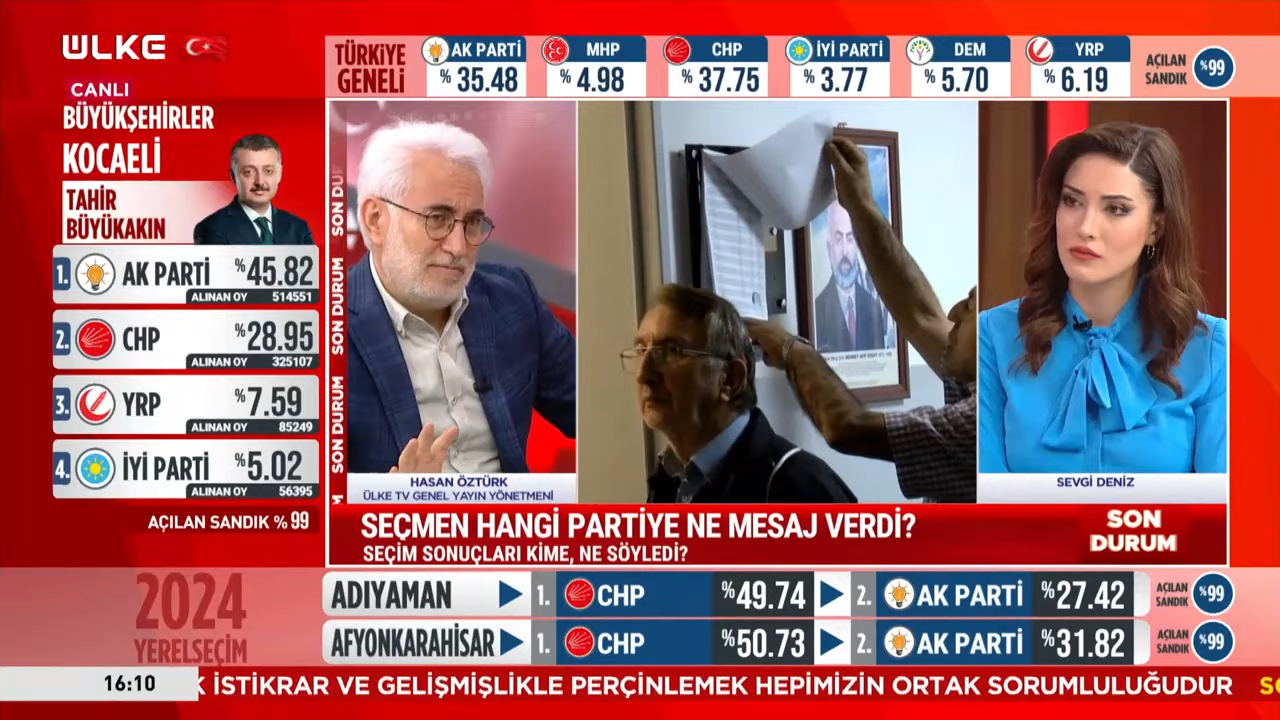 ÜLKE
CANLI
BÜYÜKŞEHİRLER
KOCAELİ
TAHİR
BÜYÜKAKIN
1. AK PARTİ %45.82
ALINAN OY 514551
2. CHP %28.95
ALINAN OY 325107
3. YRP %7.59
ALINAN OY 85249
4. İYİ PARTİ %5.02
ALINAN OY 56395
AÇILAN SANDIK %99
TÜRKİYE
GENELİ
AK PARTİ
% 35.48
MHP
% 4.98
CHP
% 37.75
İYİ PARTİ
% 3.77
DEM
% 5.70
YRP
% 6.19
AÇILAN
SANDIK
%99
SON DURUM
SON DURUM
HASAN ÖZTÜRK
ÜLKE TV GENEL YAYIN YÖNETMENİ
SEVGİ DENİZ
SEÇMEN HANGİ PARTİYE NE MESAJ VERDİ?
SEÇİM SONUÇLARI KİME, NE SÖYLEDİ?
SON
DURUM
2024
YERELSEÇİM
ADIYAMAN 1. CHP %49.74 2. AK PARTİ %27.42 AÇILAN SANDIK %99
AFYONKARAHİSAR 1. CHP %50.73 2. AK PARTİ %31.82 AÇILAN SANDIK %99
16:10
K İSTİKRAR VE GELİŞMİŞLİKLE PERÇİNLEMEK HEPİMİZİN ORTAK SORUMLULUĞUDUR